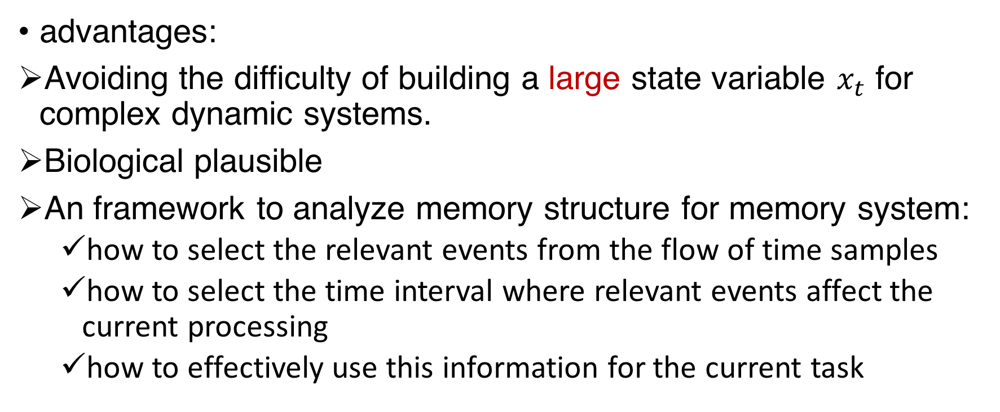 • advantages:
➢Avoiding the difficulty of building a large state variable x_t for
complex dynamic systems.
➢Biological plausible
➢An framework to analyze memory structure for memory system:
✓how to select the relevant events from the flow of time samples
✓how to select the time interval where relevant events affect the
current processing
✓how to effectively use this information for the current task